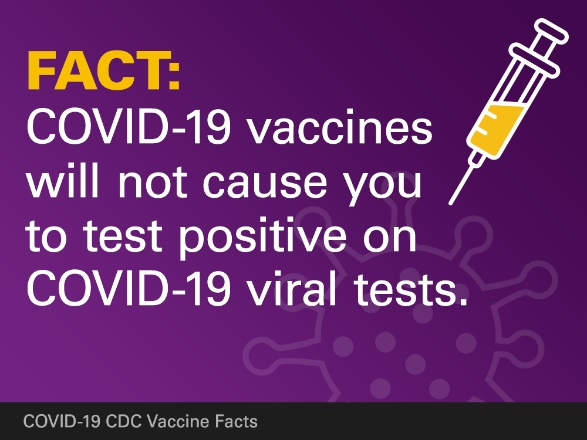 FACT:
COVID-19 vaccines
will not cause you
to test positive on
COVID-19 viral tests.
COVID-19 CDC Vaccine Facts